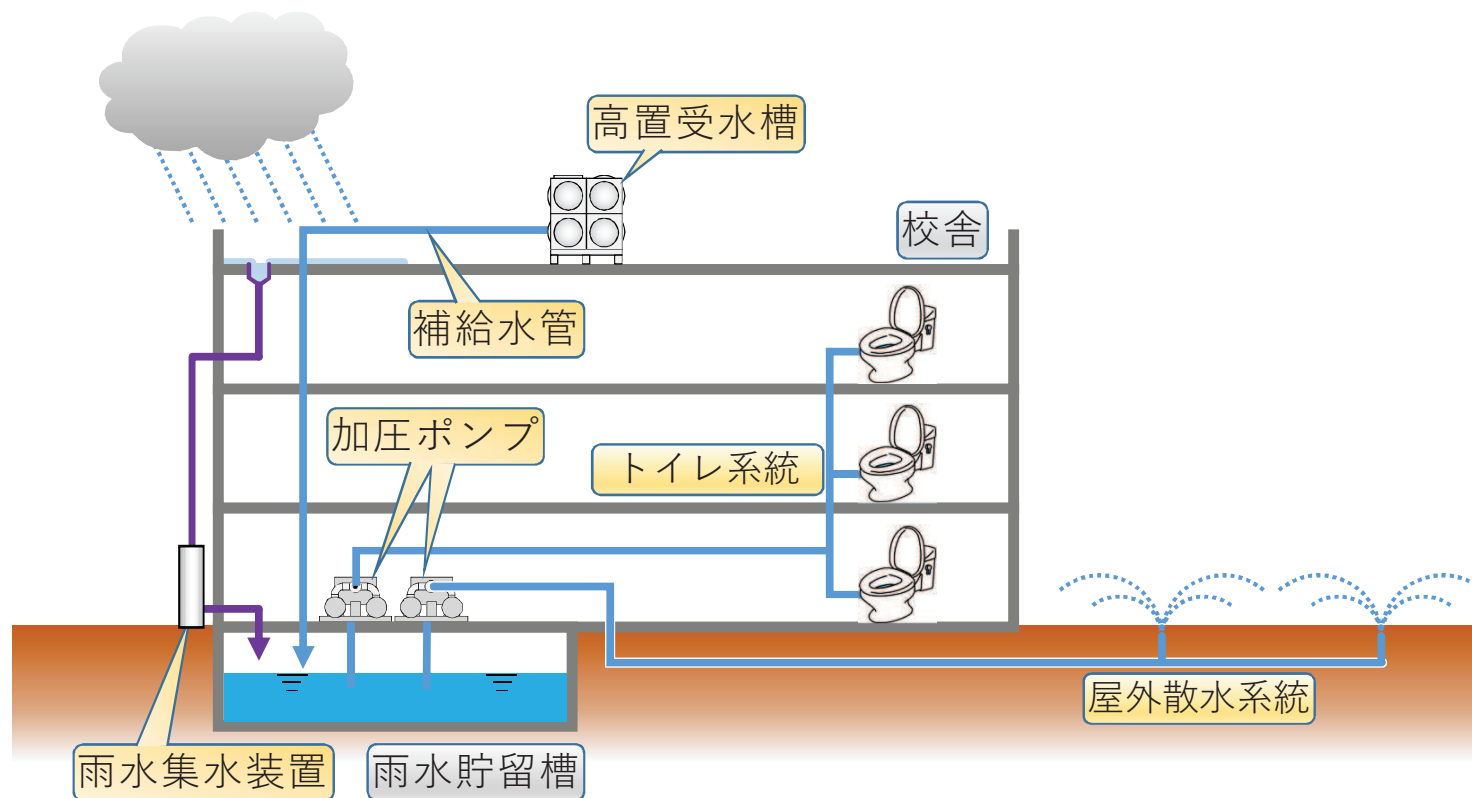 高置受水槽
校舎
補給水管
加圧ポンプ
トイレ系統
屋外散水系統
雨水集水装置
雨水貯留槽